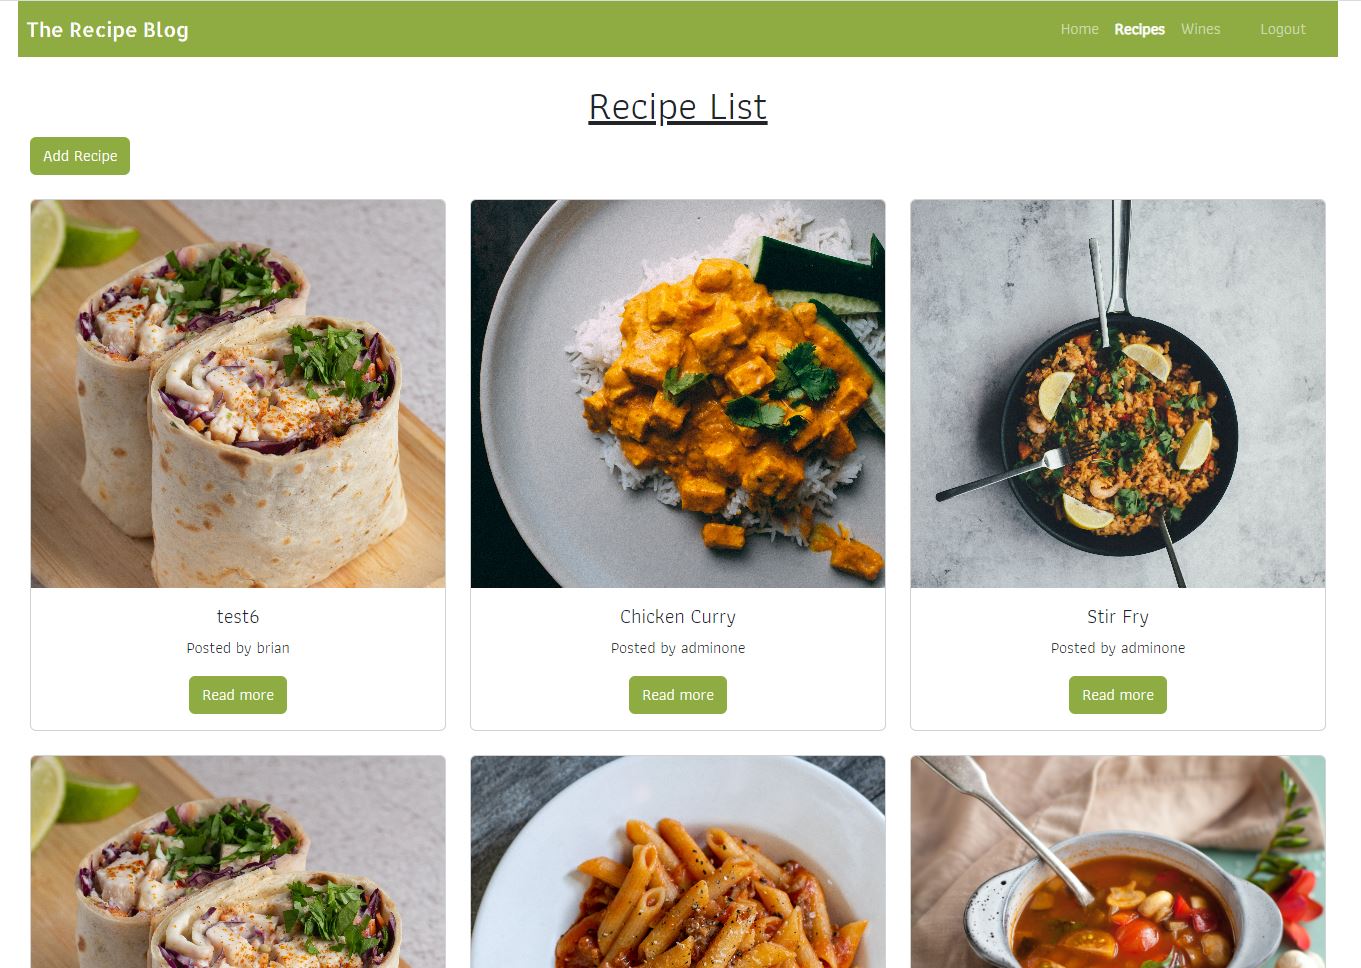 The Recipe Blog
Home Recipes Wines Logout
Recipe List
Add Recipe
test6
Posted by brian
Read more
Chicken Curry
Posted by adminone
Read more
Stir Fry
Posted by adminone
Read more